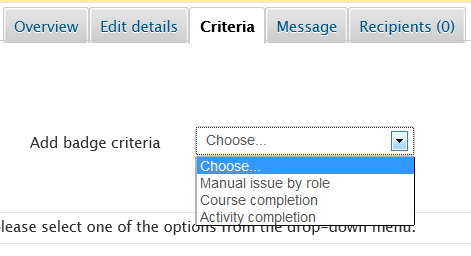 Overview Edit details Criteria Message Recipients (0)
Add badge criteria Choose...
Choose...
Manual issue by role
Course completion
Activity completion
lease select one of the options from the drop-down menu.